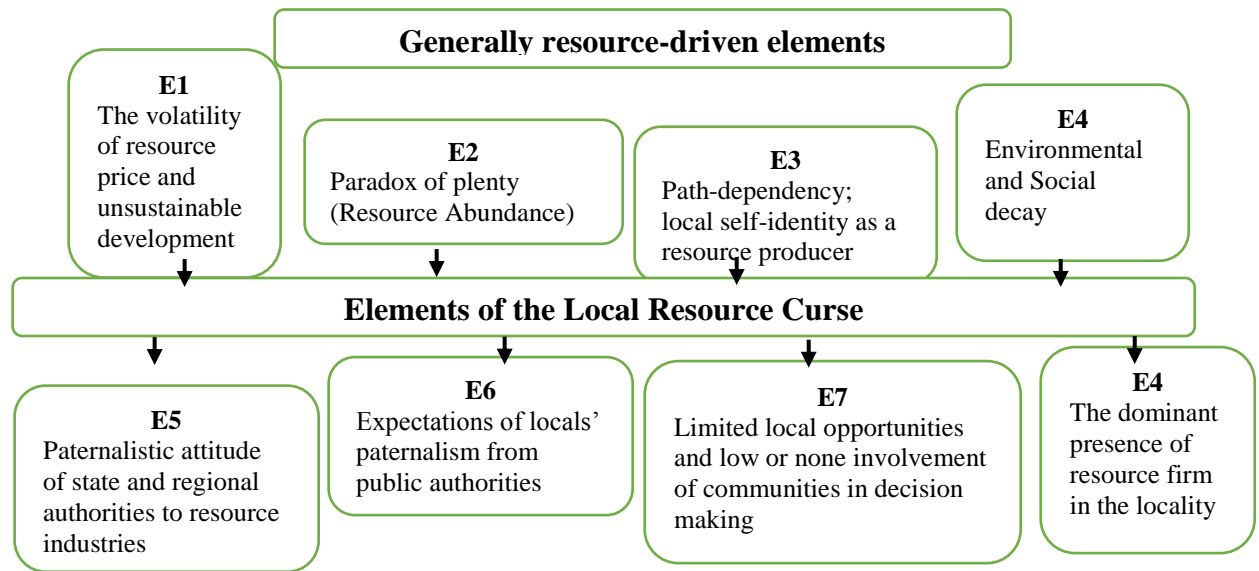 Generally resource-driven elements
E1
The volatility
of resource
price and
unsustainable
development
E2
Paradox of plenty
(Resource Abundance)
E3
Path-dependency;
local self-identity as a
resource producer
E4
Environmental
and Social
decay
Elements of the Local Resource Curse
E5
Paternalistic attitude
of state and regional
authorities to resource
industries
E6
Expectations of locals’
paternalism from
public authorities
E7
Limited local opportunities
and low or none involvement
of communities in decision
making
E4
The dominant
presence of
resource firm
in the locality